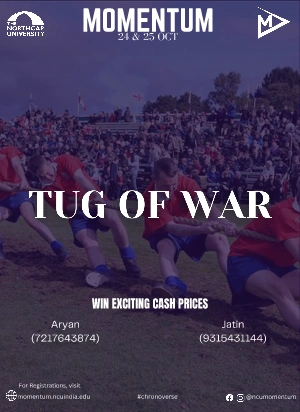 THE
NORTHCAP
UNIVERSITY
MOMENTUM
24 & 25 OCT
M
TUG OF WAR
WIN EXCITING CASH PRICES
Aryan
(7217643874)
Jatin
(9315431144)
For Registrations, visit
momentum.ncuindia.edu
#chronoverse
@ncumomentum